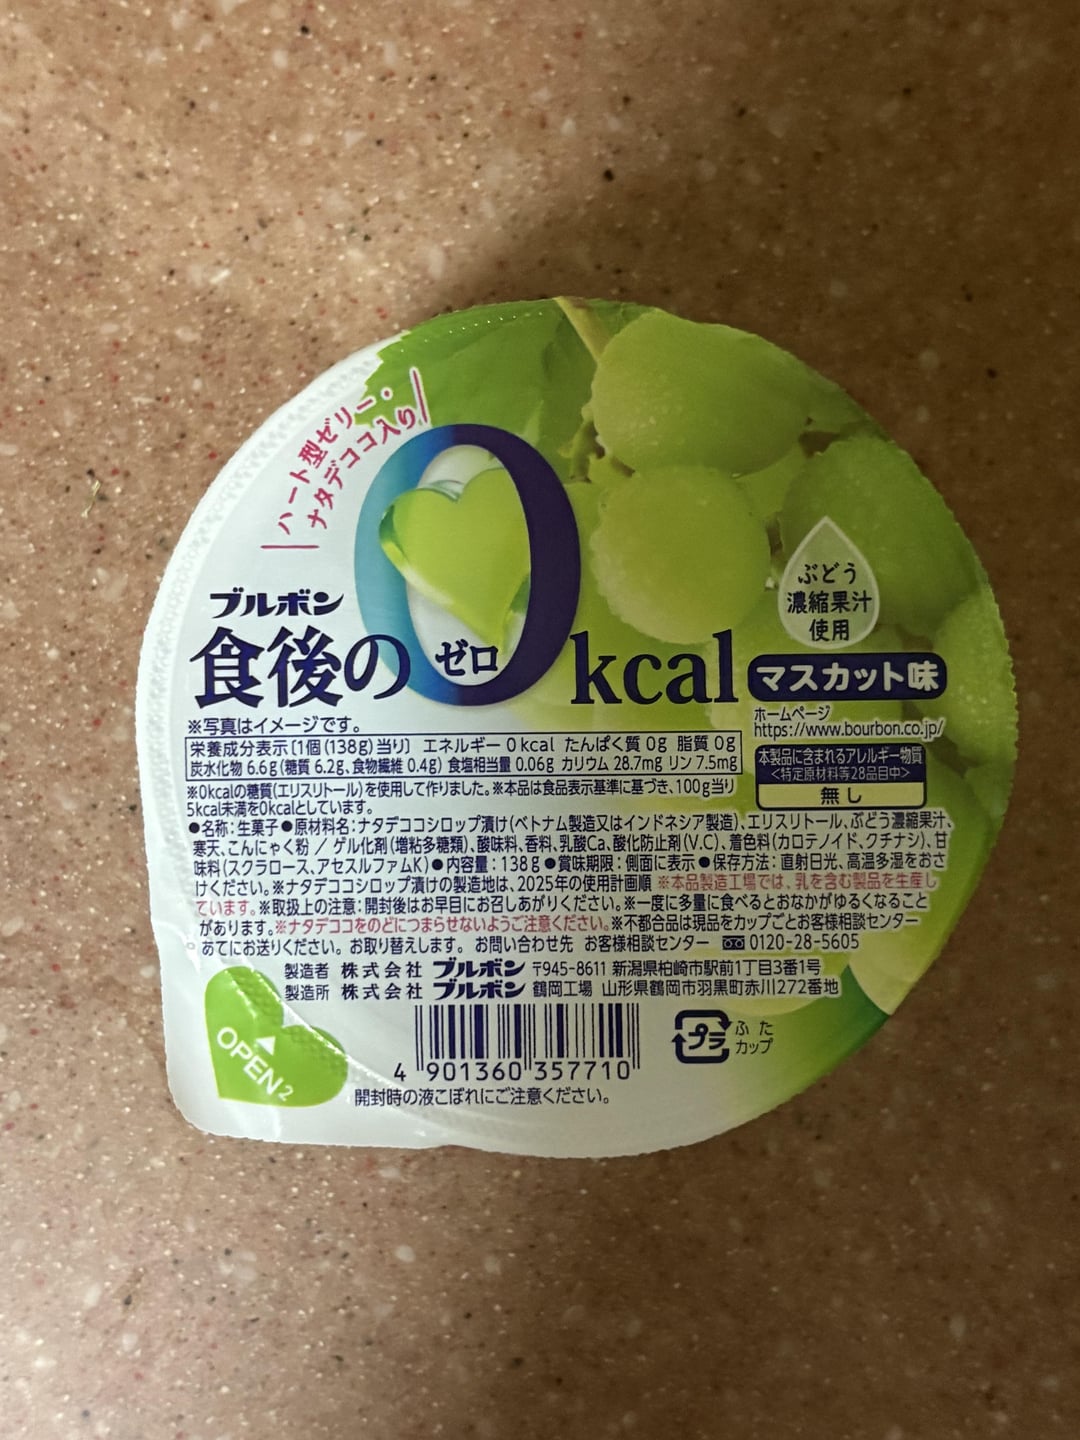 ハート型ゼリー・
ナタデココ入り
ブルボン
食後の0kcal
ゼロ
ぶどう
濃縮果汁
使用
マスカット味
ホームページ
https://www.bourbon.co.jp/
※写真はイメージです。
栄養成分表示〔1個(138g)当り〕 エネルギー 0kcal たんぱく質 0g 脂質 0g
炭水化物 6.6g(糖質 6.2g、食物繊維 0.4g) 食塩相当量 0.06g カリウム 28.7mg リン 7.5mg
本製品に含まれるアレルギー物質
<特定原材料等28品目中>
無し
※0kcalの糖質(エリスリトール)を使用して作りました。※本品は食品表示基準に基づき、100g当り
5kcal未満を0kcalとしています。
●名称：生菓子●原材料名：ナタデココシロップ漬け(ベトナム製造又はインドネシア製造)、エリスリトール、ぶどう濃縮果汁、
寒天、こんにゃく粉 / ゲル化剤(増粘多糖類)、酸味料、香料、乳酸Ca、酸化防止剤(V.C)、着色料(カロテノイド、クチナシ)、甘
味料(スクラロース、アセスルファムK)●内容量：138g●賞味期限：側面に表示●保存方法：直射日光、高温多湿をおさ
けください。※ナタデココシロップ漬けの製造地は、2025年の使用計画順 ※本品製造工場では、乳を含む製品を生産し
ています。※取扱上の注意：開封後はお早目にお召しあがりください。※一度に多量に食べるとおなかがゆるくなること
があります。※ナタデココをのどにつまらせないようご注意ください。※不都合品は現品をカップごとお客様相談センター
あてにお送りください。お取り替えします。 お問い合わせ先 お客様相談センター 0120-28-5605
製造者 株式会社 ブルボン 〒945-8611 新潟県柏崎市駅前1丁目3番1号
製造所 株式会社 ブルボン 鶴岡工場 山形県鶴岡市羽黒町赤川272番地
OPEN2
4 901360 357710
プラ
ふた
カップ
開封時の液こぼれにご注意ください。